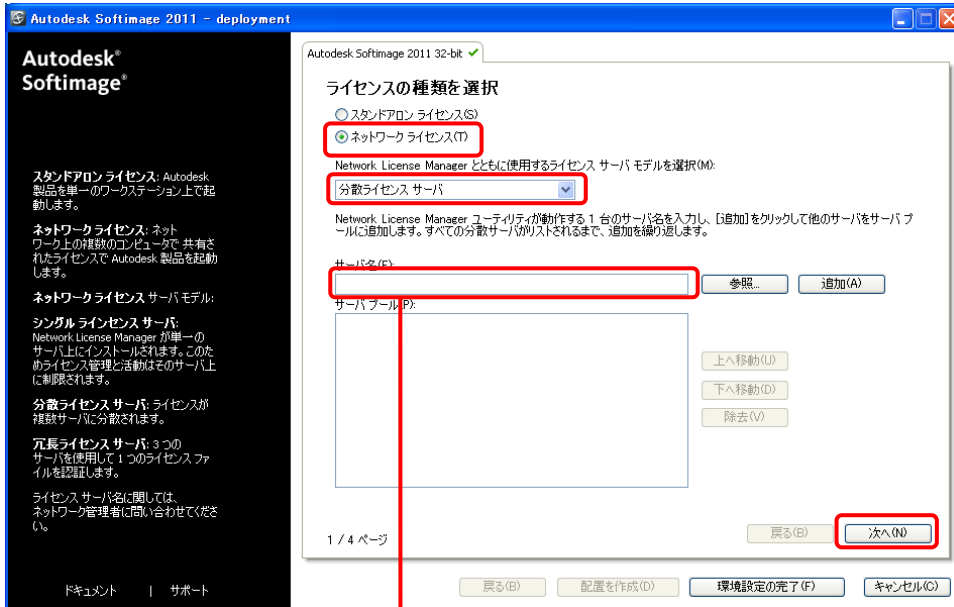 Autodesk Softimage 2011 - deployment
Autodesk®
Softimage®
スタンドアロン ライセンス: Autodesk
製品を単一のワークステーション上で起
動します。
ネットワーク ライセンス: ネット
ワーク上の複数のコンピュータで 共有さ
れたライセンスで Autodesk 製品を起動
します。
ネットワーク ライセンス サーバ モデル:
シングル ラインセンス サーバ:
Network License Manager が単一の
サーバ上にインストールされます。このた
めライセンス管理と活動はそのサーバ上
に制限されます。
分散ライセンス サーバ: ライセンスが
複数サーバに分散されます。
冗長ライセンス サーバ: 3 つの
サーバを使用して 1 つのライセンス ファ
イルを認証します。
ライセンス サーバ名に関しては、
ネットワーク管理者に問い合わせてくださ
い。
ドキュメント | サポート
Autodesk Softimage 2011 32-bit
ライセンスの種類を選択
スタンドアロン ライセンス(S)
ネットワーク ライセンス(T)
Network License Manager とともに使用するライセンス サーバ モデルを選択(M):
分散ライセンス サーバ
Network License Manager ユーティリティが動作する 1 台のサーバ名を入力し、[追加]をクリックして他のサーバをサーバ プ
ールに追加します。すべての分散サーバがリストされるまで、追加を繰り返します。
サーバ名(E):
参照... 追加(A)
サーバ プール(P):
上へ移動(U)
下へ移動(D)
除去(V)
1 / 4 ページ
戻る(B) 次へ(N)
戻る(B) 配置を作成(D) 環境設定の完了(F) キャンセル(C)